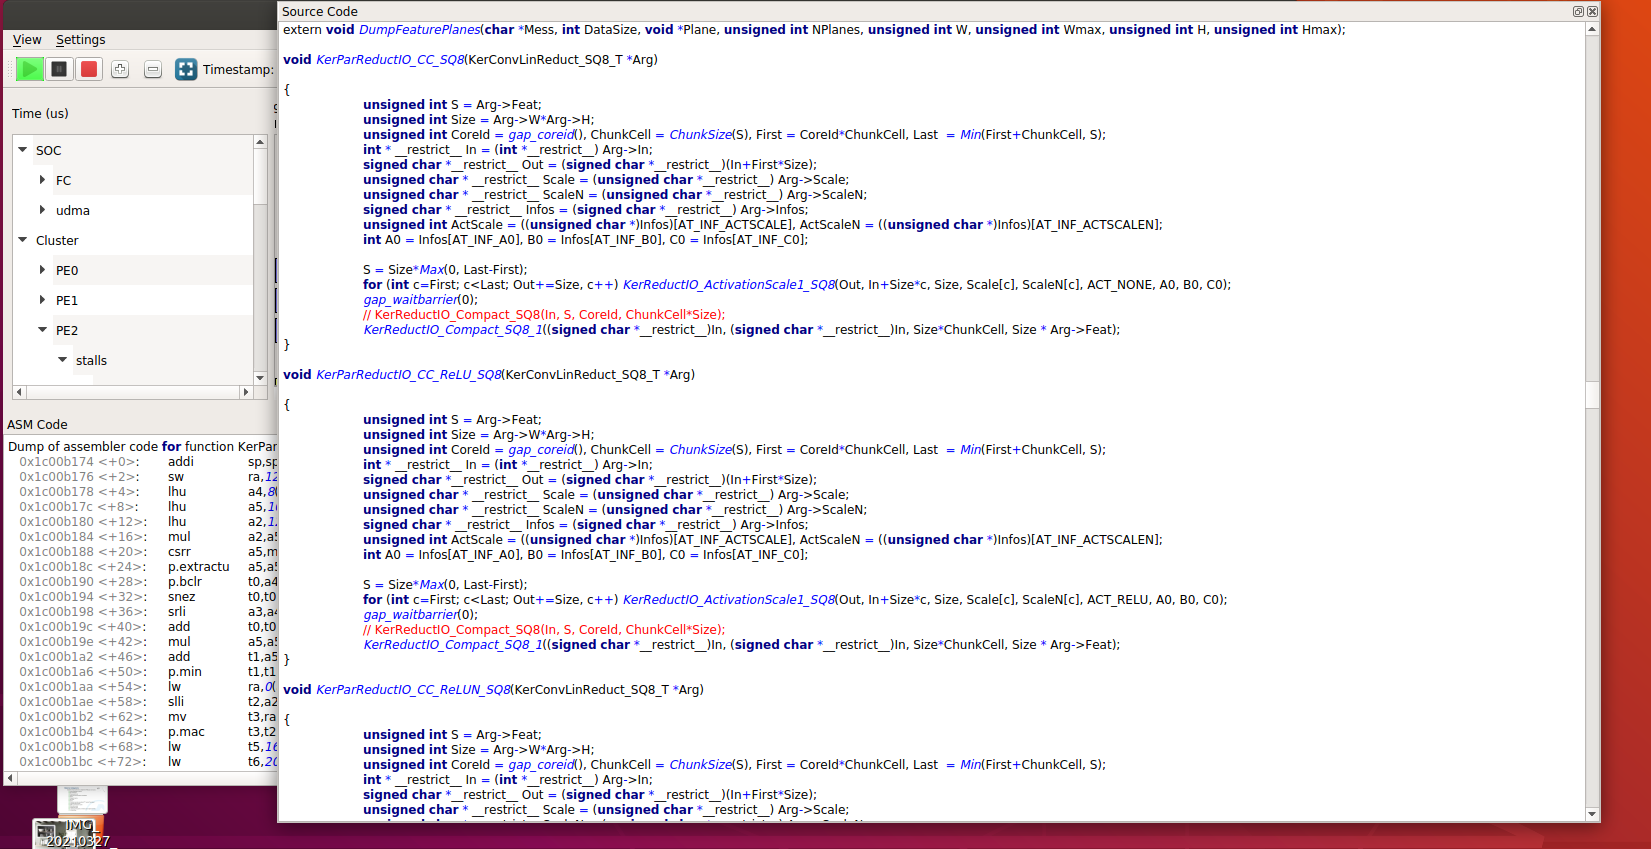 Source Code
View Settings
Timestamp:
Time (us)
SOC
FC
udma
Cluster
PE0
PE1
PE2
stalls
ASM Code
Dump of assembler code for function KerPar
0x1c00b174 <+0>: addi sp,sp
0x1c00b176 <+2>: sw ra,12
0x1c00b178 <+4>: lhu a4,8(
0x1c00b17c <+8>: lhu a5,1
0x1c00b180 <+12>: lhu a2,1
0x1c00b184 <+16>: mul a2,a5
0x1c00b188 <+20>: csrr a5,m
0x1c00b18c <+24>: p.extractu a5,a5
0x1c00b190 <+28>: p.bclr t0,a4
0x1c00b194 <+32>: snez t0,t0
0x1c00b198 <+36>: srli a3,a4
0x1c00b19c <+40>: add t0,t0
0x1c00b19e <+42>: mul a5,a5
0x1c00b1a2 <+46>: add t1,a5
0x1c00b1a6 <+50>: p.min t1,t1
0x1c00b1aa <+54>: lw ra,0(
0x1c00b1ae <+58>: slli t2,a2
0x1c00b1b2 <+62>: mv t3,ra
0x1c00b1b4 <+64>: p.mac t3,t2
0x1c00b1b8 <+68>: lw t5,16
0x1c00b1bc <+72>: lw t6,20
extern void DumpFeaturePlanes(char *Mess, int DataSize, void *Plane, unsigned int NPlanes, unsigned int W, unsigned int Wmax, unsigned int H, unsigned int Hmax);
void KerParReductIO_CC_SQ8(KerConvLinReduct_SQ8_T *Arg)
{
unsigned int S = Arg->Feat;
unsigned int Size = Arg->W*Arg->H;
unsigned int CoreId = gap_coreid(), ChunkCell = ChunkSize(S), First = CoreId*ChunkCell, Last = Min(First+ChunkCell, S);
int * __restrict__ In = (int *__restrict__) Arg->In;
signed char *__restrict__ Out = (signed char *__restrict__)(In+First*Size);
unsigned char * __restrict__ Scale = (unsigned char *__restrict__) Arg->Scale;
unsigned char * __restrict__ ScaleN = (unsigned char *__restrict__) Arg->ScaleN;
signed char * __restrict__ Infos = (signed char *__restrict__) Arg->Infos;
unsigned int ActScale = ((unsigned char *)Infos)[AT_INF_ACTSCALE], ActScaleN = ((unsigned char *)Infos)[AT_INF_ACTSCALEN];
int A0 = Infos[AT_INF_A0], B0 = Infos[AT_INF_B0], C0 = Infos[AT_INF_C0];
S = Size*Max(0, Last-First);
for (int c=First; c<Last; Out+=Size, c++) KerReductIO_ActivationScale1_SQ8(Out, In+Size*c, Size, Scale[c], ScaleN[c], ACT_NONE, A0, B0, C0);
gap_waitbarrier(0);
// KerReductIO_Compact_SQ8(In, S, CoreId, ChunkCell*Size);
KerReductIO_Compact_SQ8_1((signed char *__restrict__)In, (signed char *__restrict__)In, Size*ChunkCell, Size * Arg->Feat);
}
void KerParReductIO_CC_ReLU_SQ8(KerConvLinReduct_SQ8_T *Arg)
{
unsigned int S = Arg->Feat;
unsigned int Size = Arg->W*Arg->H;
unsigned int CoreId = gap_coreid(), ChunkCell = ChunkSize(S), First = CoreId*ChunkCell, Last = Min(First+ChunkCell, S);
int * __restrict__ In = (int *__restrict__) Arg->In;
signed char *__restrict__ Out = (signed char *__restrict__)(In+First*Size);
unsigned char * __restrict__ Scale = (unsigned char *__restrict__) Arg->Scale;
unsigned char * __restrict__ ScaleN = (unsigned char *__restrict__) Arg->ScaleN;
signed char * __restrict__ Infos = (signed char *__restrict__) Arg->Infos;
unsigned int ActScale = ((unsigned char *)Infos)[AT_INF_ACTSCALE], ActScaleN = ((unsigned char *)Infos)[AT_INF_ACTSCALEN];
int A0 = Infos[AT_INF_A0], B0 = Infos[AT_INF_B0], C0 = Infos[AT_INF_C0];
S = Size*Max(0, Last-First);
for (int c=First; c<Last; Out+=Size, c++) KerReductIO_ActivationScale1_SQ8(Out, In+Size*c, Size, Scale[c], ScaleN[c], ACT_RELU, A0, B0, C0);
gap_waitbarrier(0);
// KerReductIO_Compact_SQ8(In, S, CoreId, ChunkCell*Size);
KerReductIO_Compact_SQ8_1((signed char *__restrict__)In, (signed char *__restrict__)In, Size*ChunkCell, Size * Arg->Feat);
}
void KerParReductIO_CC_ReLUN_SQ8(KerConvLinReduct_SQ8_T *Arg)
{
unsigned int S = Arg->Feat;
unsigned int Size = Arg->W*Arg->H;
unsigned int CoreId = gap_coreid(), ChunkCell = ChunkSize(S), First = CoreId*ChunkCell, Last = Min(First+ChunkCell, S);
int * __restrict__ In = (int *__restrict__) Arg->In;
signed char *__restrict__ Out = (signed char *__restrict__)(In+First*Size);
unsigned char * __restrict__ Scale = (unsigned char *__restrict__) Arg->Scale;
IMG_
20210327_